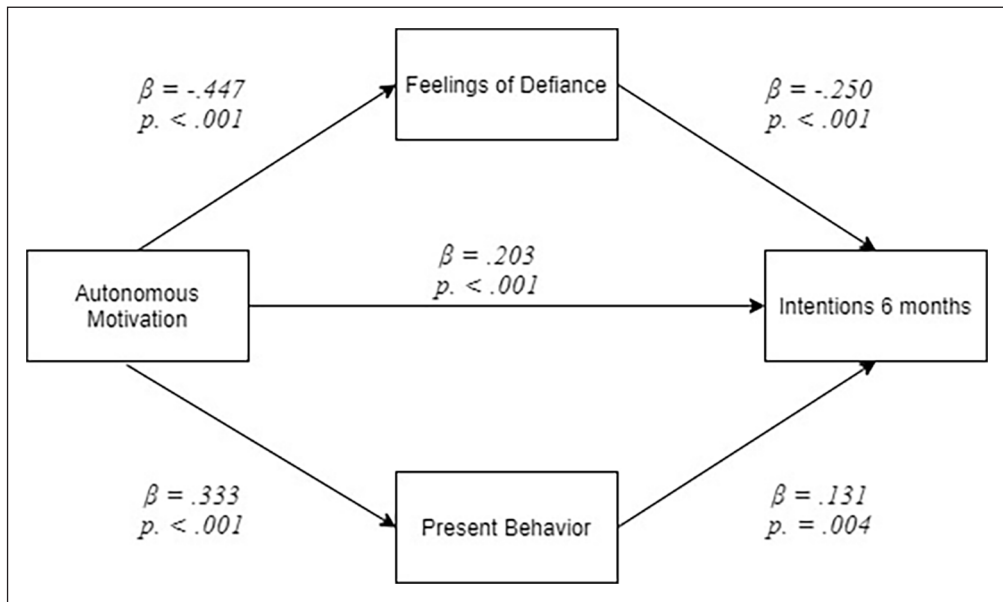 β = -.447
p. < .001
Feelings of Defiance
β = -.250
p. < .001
Autonomous
Motivation
β = .203
p. < .001
Intentions 6 months
β = .333
p. < .001
Present Behavior
β = .131
p. = .004